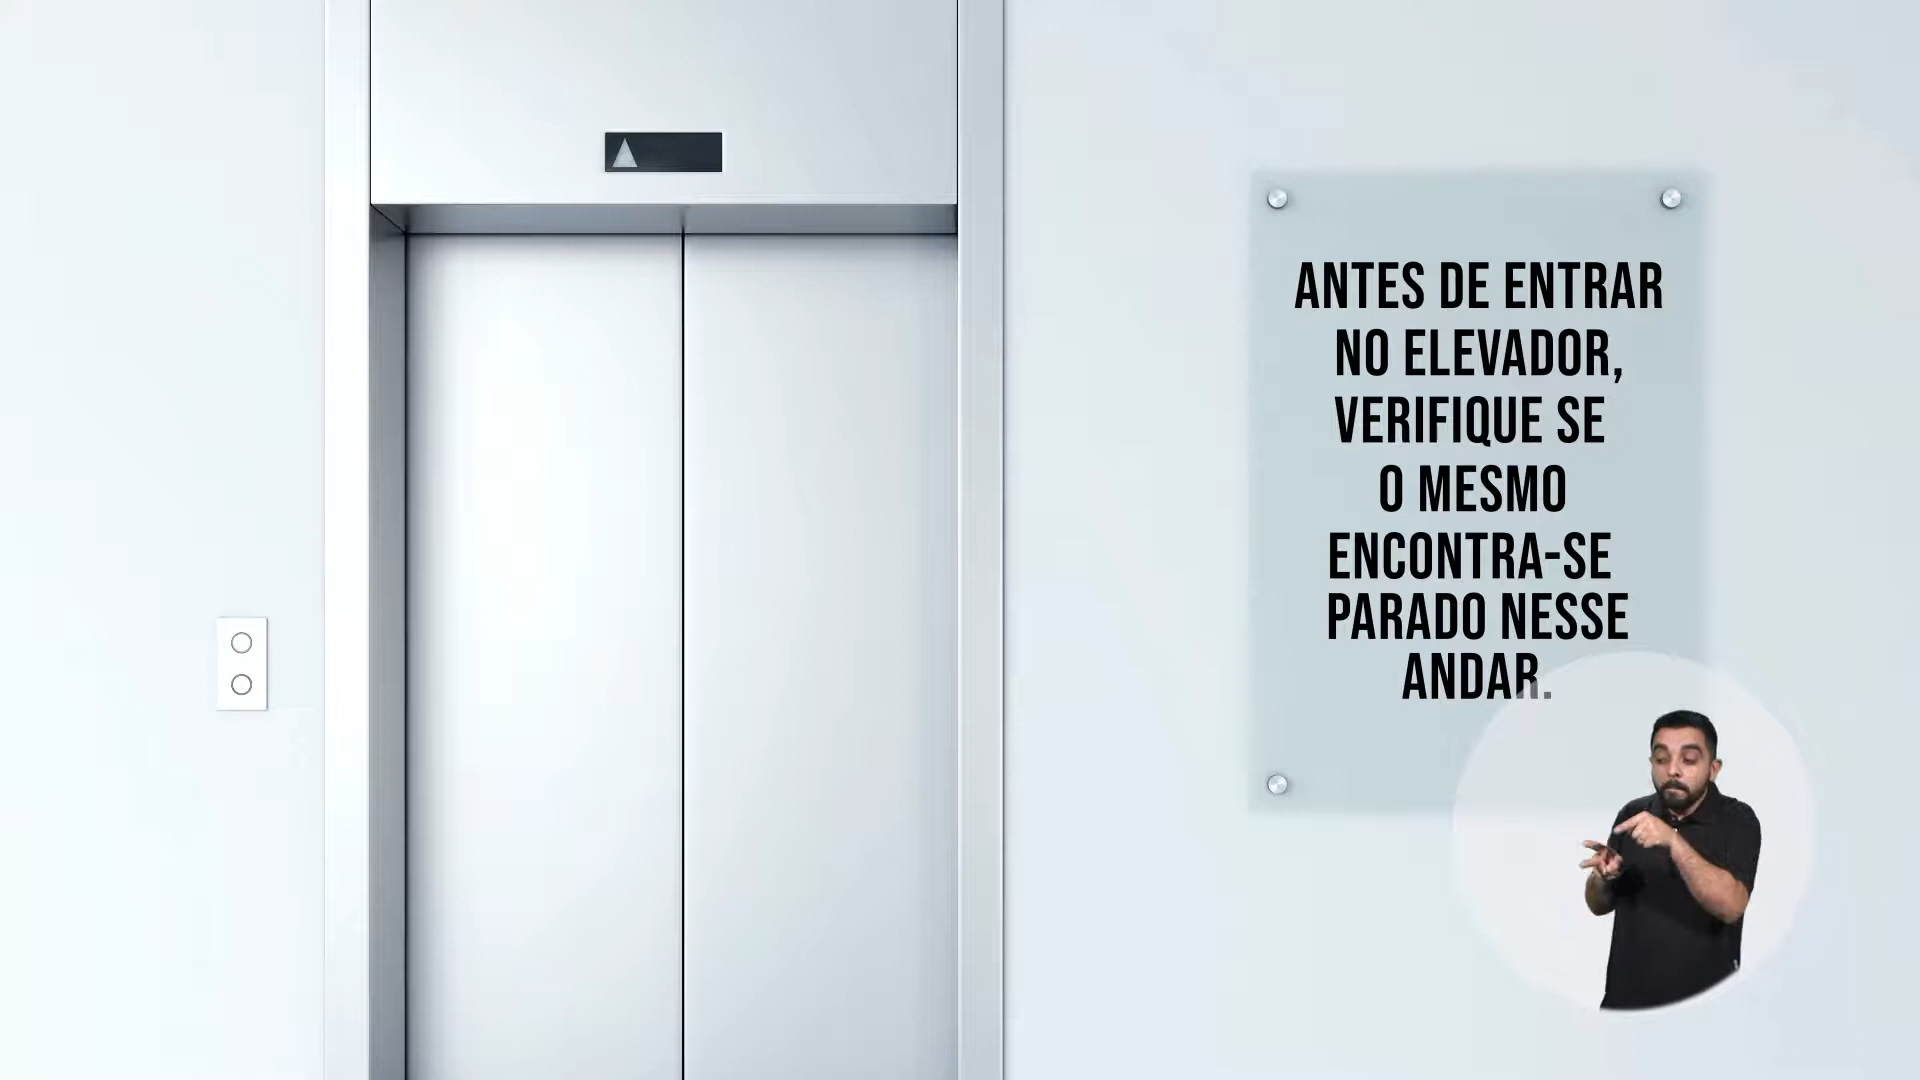 ANTES DE ENTRAR
NO ELEVADOR,
VERIFIQUE SE
O MESMO
ENCONTRA-SE
PARADO NESSE
ANDAR.